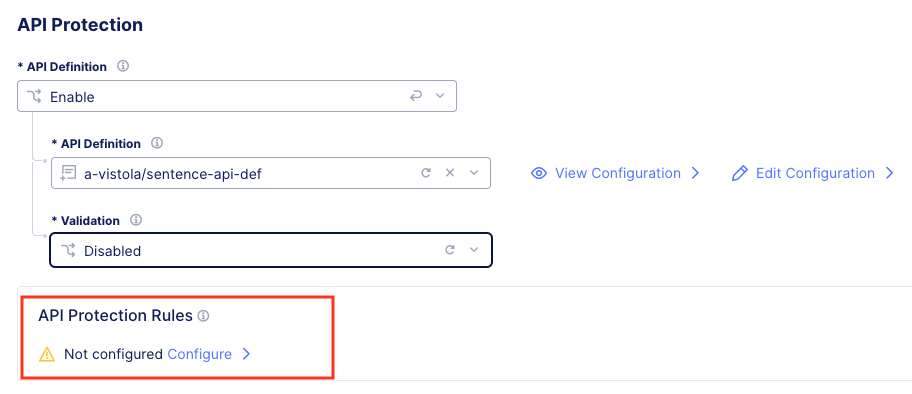 API Protection
* API Definition
Enable
* API Definition
a-vistola/sentence-api-def
View Configuration
Edit Configuration
* Validation
Disabled
API Protection Rules
Not configured Configure